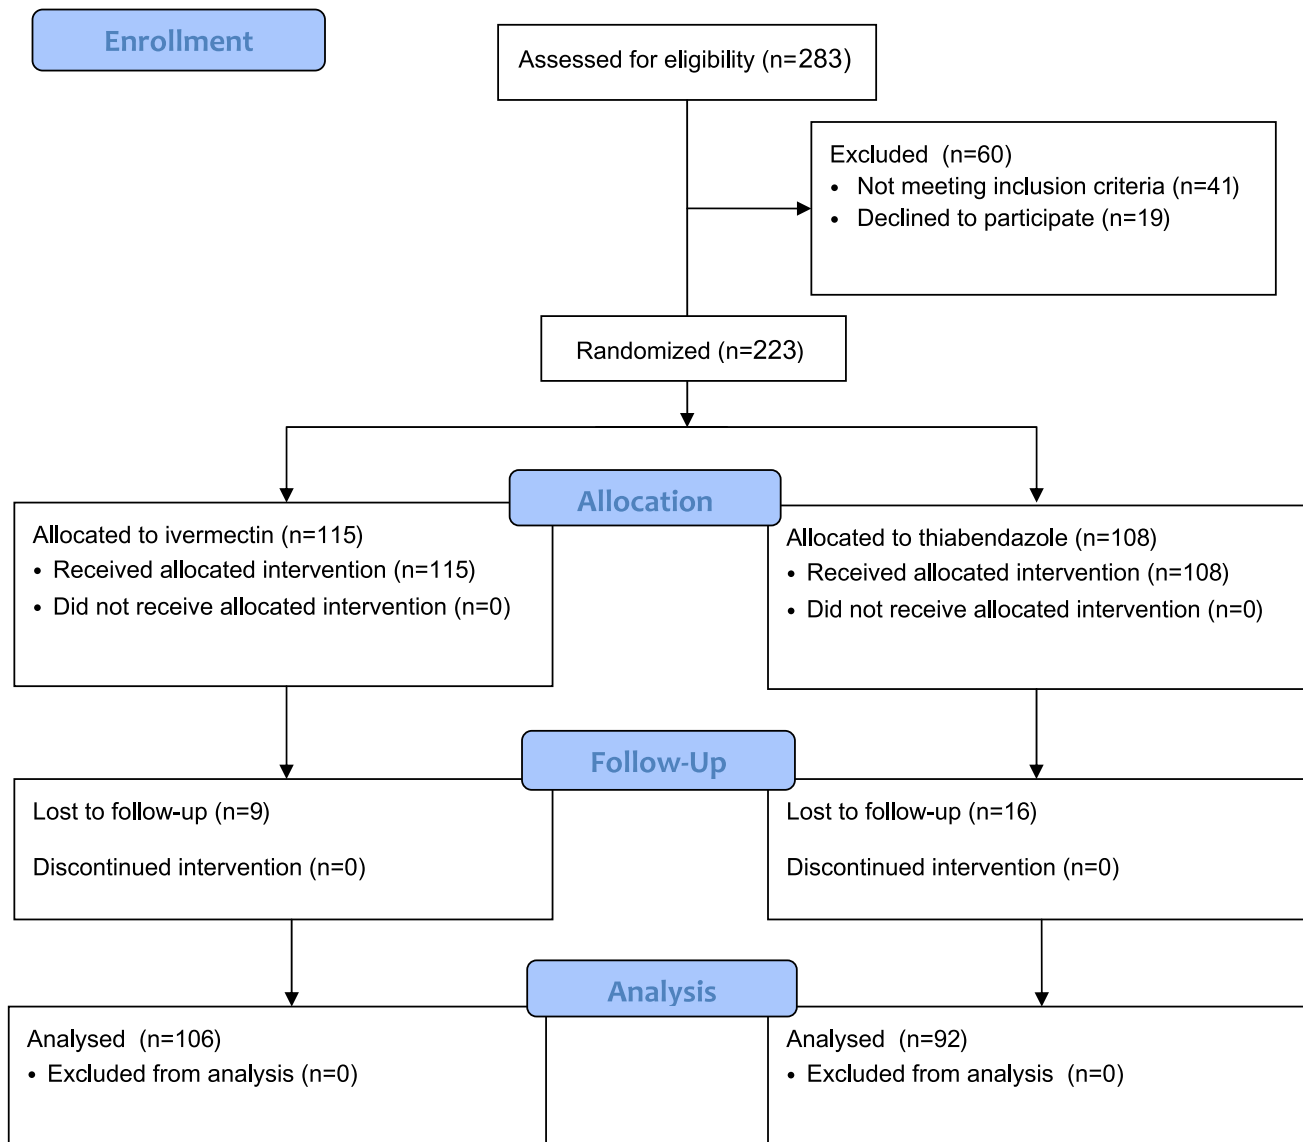 Enrollment
Assessed for eligibility (n=283)
Excluded (n=60)
• Not meeting inclusion criteria (n=41)
• Declined to participate (n=19)
Randomized (n=223)
Allocation
Allocated to ivermectin (n=115)
• Received allocated intervention (n=115)
• Did not receive allocated intervention (n=0)
Allocated to thiabendazole (n=108)
• Received allocated intervention (n=108)
• Did not receive allocated intervention (n=0)
Follow-Up
Lost to follow-up (n=9)
Discontinued intervention (n=0)
Lost to follow-up (n=16)
Discontinued intervention (n=0)
Analysis
Analysed (n=106)
• Excluded from analysis (n=0)
Analysed (n=92)
• Excluded from analysis (n=0)